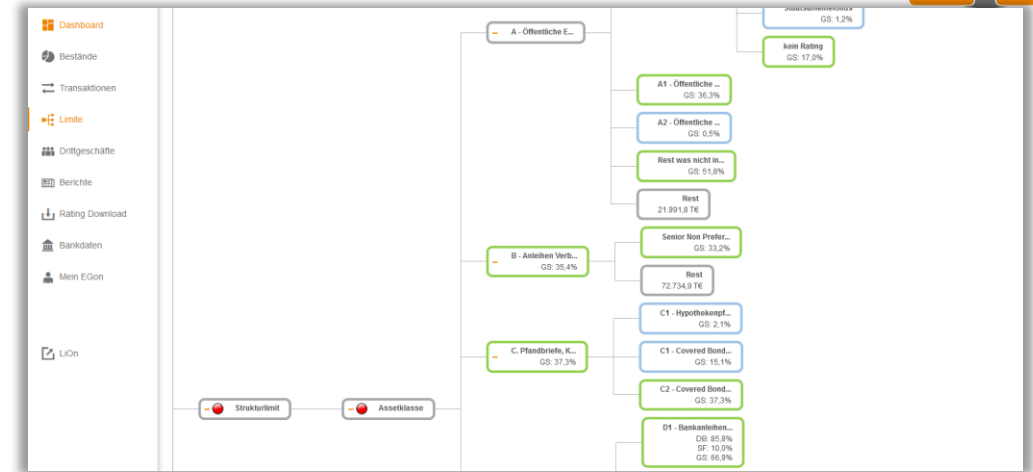 Dashboard
Bestände
Transaktionen
Limite
Drittgeschäfte
Berichte
Rating Download
Bankdaten
Mein EGon
LiOn
Strukturlimit
Assetklasse
A - Öffentliche E...
B - Anleihen Verb...
GS: 35,4%
C. Pfandbriefe, K...
GS: 37,3%
GS: 1,2%
kein Rating
GS: 17,0%
A1 - Öffentliche ...
GS: 36,3%
A2 - Öffentliche ...
GS: 0,5%
Rest was nicht in...
GS: 51,8%
Rest
21.991,8 T€
Senior Non Prefer...
GS: 33,2%
Rest
72.734,9 T€
C1 - Hypothekenpf...
GS: 2,1%
C1 - Covered Bond...
GS: 15,1%
C2 - Covered Bond...
GS: 37,3%
D1 - Bankanleihen...
DB: 85,8%
SF: 10,0%
GS: 66,9%